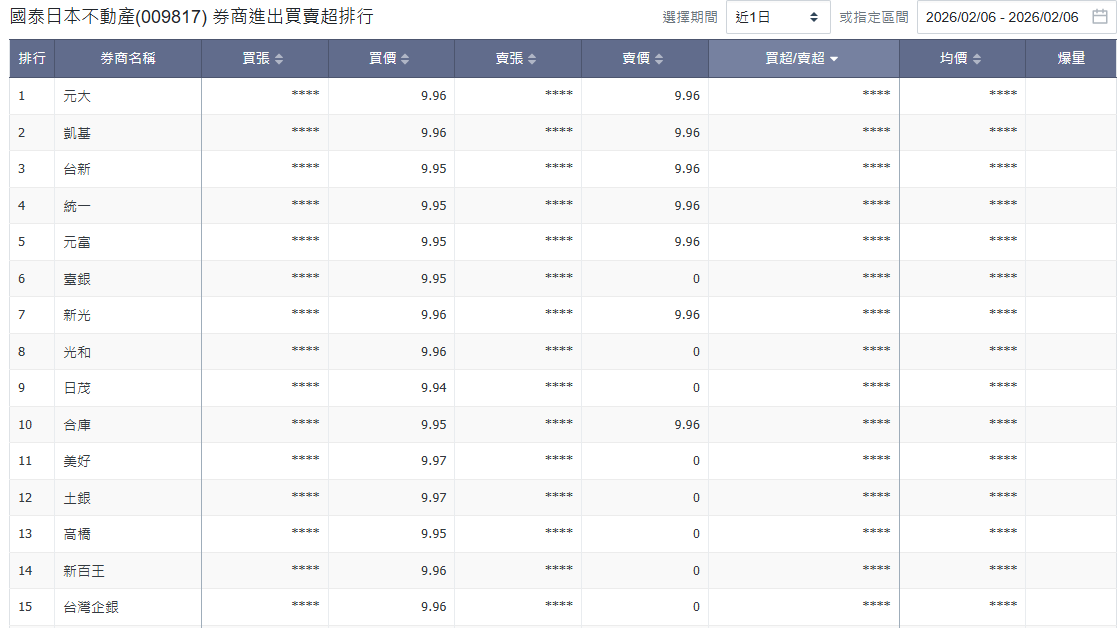 國泰日本不動產(009817) 券商進出買賣超排行 選擇期間 近1日 或指定區間 2026/02/06 - 2026/02/06
排行 券商名稱 買張 買價 賣張 賣價 買超/賣超 均價 爆量
1 元大 **** 9.96 **** 9.96 **** ****
2 凱基 **** 9.96 **** 9.96 **** ****
3 台新 **** 9.95 **** 9.96 **** ****
4 統一 **** 9.95 **** 9.96 **** ****
5 元富 **** 9.95 **** 9.96 **** ****
6 臺銀 **** 9.95 **** 0 **** ****
7 新光 **** 9.96 **** 9.96 **** ****
8 光和 **** 9.96 **** 0 **** ****
9 日茂 **** 9.94 **** 0 **** ****
10 合庫 **** 9.95 **** 9.96 **** ****
11 美好 **** 9.97 **** 0 **** ****
12 土銀 **** 9.97 **** 0 **** ****
13 高橋 **** 9.95 **** 0 **** ****
14 新百王 **** 9.96 **** 0 **** ****
15 台灣企銀 **** 9.96 **** 0 **** ****